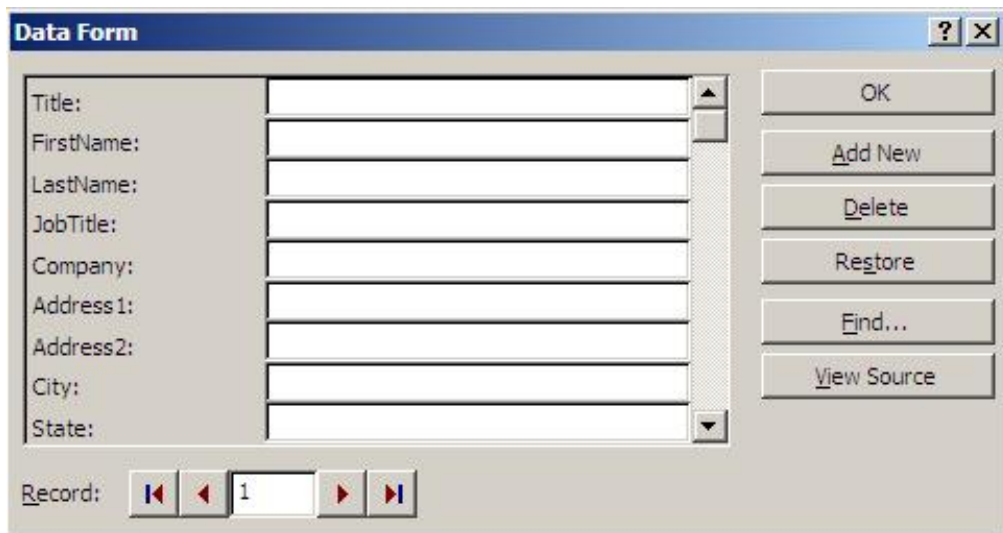 Data Form
Title:
FirstName:
LastName:
JobTitle:
Company:
Address1:
Address2:
City:
State:
OK
Add New
Delete
Restore
Find...
View Source
Record: 1